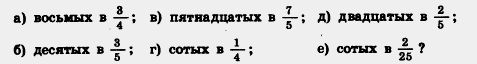 а) восьмых в 3/4; в) пятнадцатых в 7/5; д) двадцатых в 2/5;
б) десятых в 3/5; г) сотых в 1/4; е) сотых в 2/25?